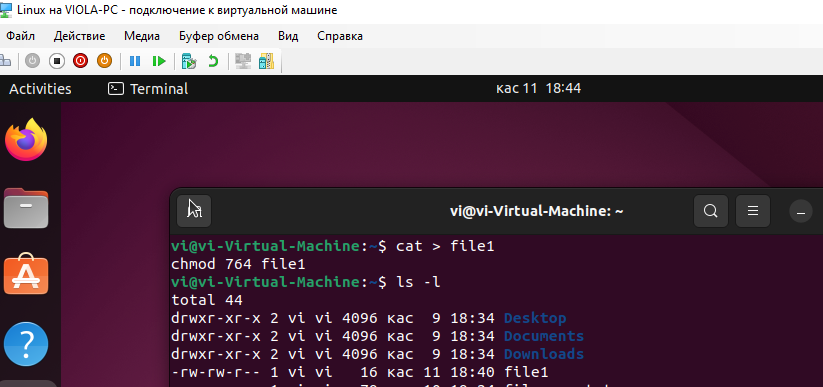 Linux на VIOLA-PC - подключение к виртуальной машине
Файл Действие Медиа Буфер обмена Вид Справка
Activities Terminal кас 11 18:44
vi@vi-Virtual-Machine: ~
vi@vi-Virtual-Machine:~$ cat > file1
chmod 764 file1
vi@vi-Virtual-Machine:~$ ls -l
total 44
drwxr-xr-x 2 vi vi 4096 кас 9 18:34 Desktop
drwxr-xr-x 2 vi vi 4096 кас 9 18:34 Documents
drwxr-xr-x 2 vi vi 4096 кас 9 18:34 Downloads
-rw-rw-r-- 1 vi vi 16 кас 11 18:40 file1